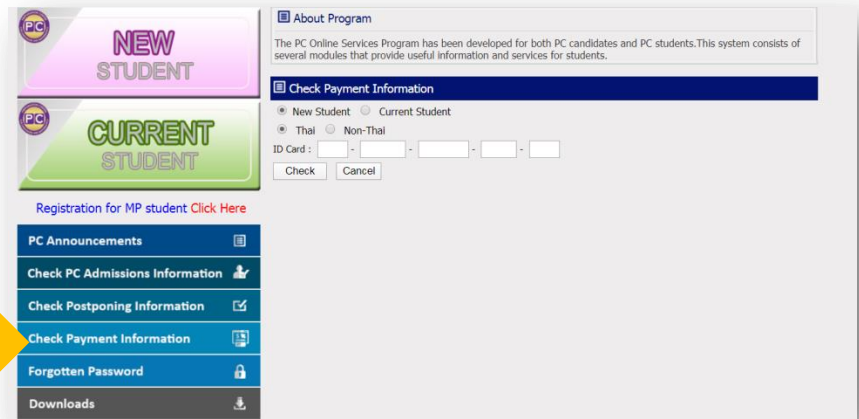 PC
NEW
STUDENT
PC
CURRENT
STUDENT
Registration for MP student Click Here
PC Announcements
Check PC Admissions Information
Check Postponing Information
Check Payment Information
Forgotten Password
Downloads
About Program
The PC Online Services Program has been developed for both PC candidates and PC students.This system consists of
several modules that provide useful information and services for students.
Check Payment Information
New Student Current Student
Thai Non-Thai
ID Card : - - - -
Check Cancel